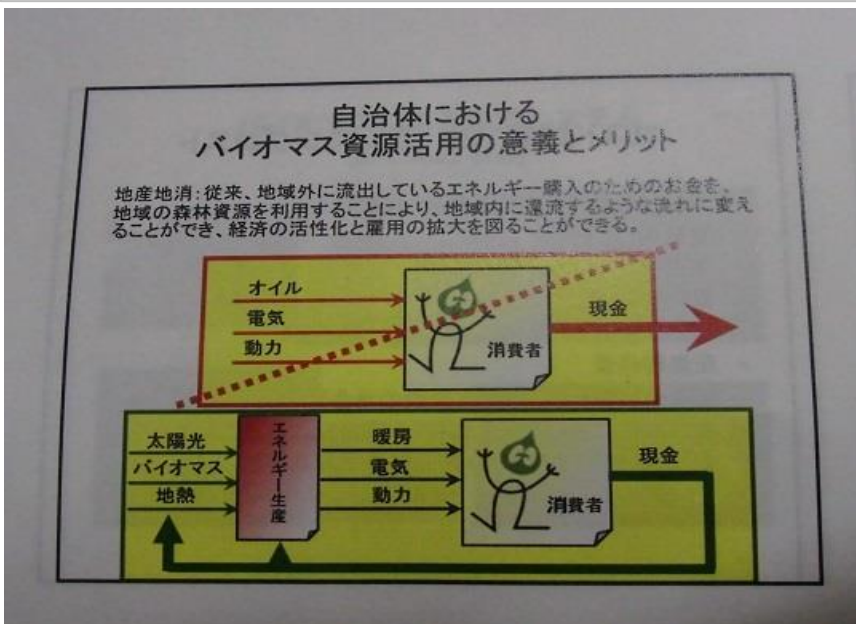 自治体における
バイオマス資源活用の意義とメリット
地産地消：従来、地域外に流出しているエネルギー購入のためのお金を、
地域の森林資源を利用することにより、地域内に還流するような流れに変え
ることができ、経済の活性化と雇用の拡大を図ることができる。
オイル
電気
動力
消費者
現金
太陽光
バイオマス
地熱
エネルギー生産
暖房
電気
動力
消費者
現金